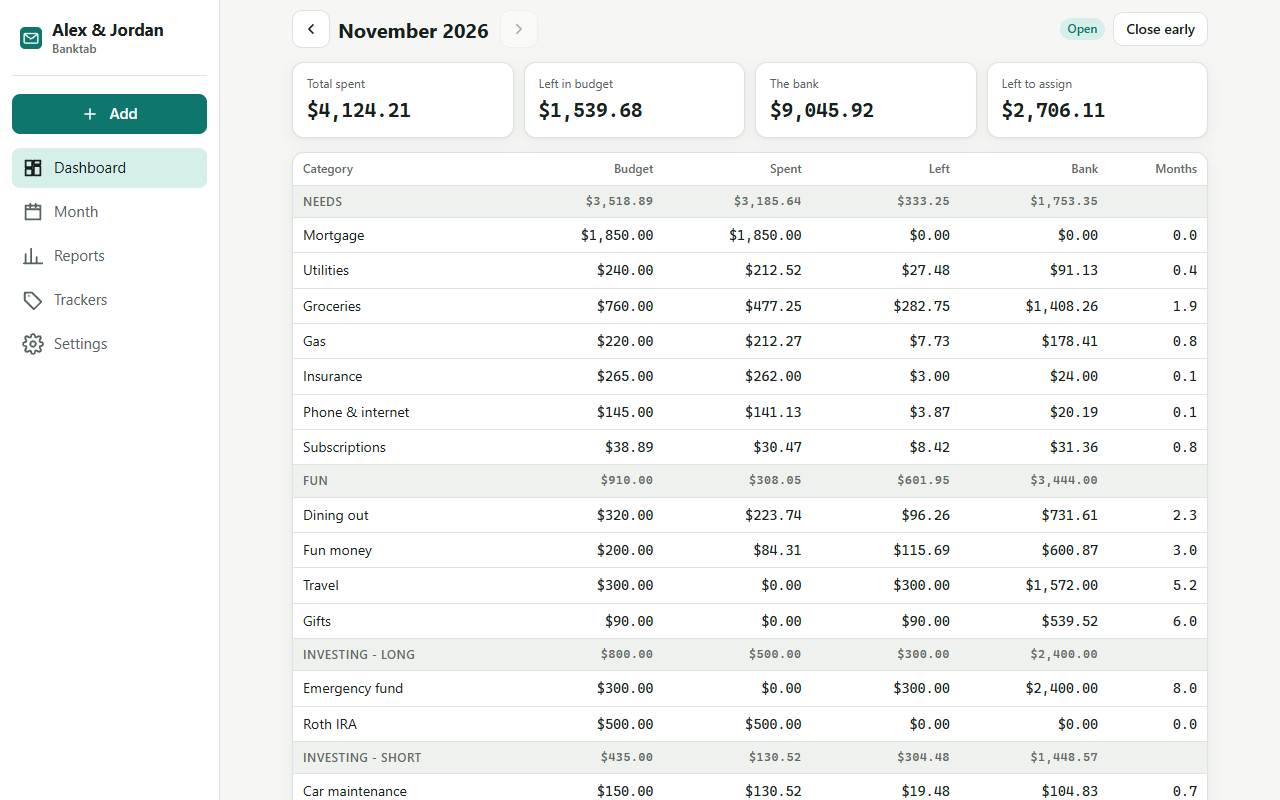 Alex & Jordan
Banktab
+ Add
Dashboard
Month
Reports
Trackers
Settings
November 2026
Open
Close early
Total spent
$4,124.21
Left in budget
$1,539.68
The bank
$9,045.92
Left to assign
$2,706.11
Category Budget Spent Left Bank Months
NEEDS $3,518.89 $3,185.64 $333.25 $1,753.35
Mortgage $1,850.00 $1,850.00 $0.00 $0.00 0.0
Utilities $240.00 $212.52 $27.48 $91.13 0.4
Groceries $760.00 $477.25 $282.75 $1,408.26 1.9
Gas $220.00 $212.27 $7.73 $178.41 0.8
Insurance $265.00 $262.00 $3.00 $24.00 0.1
Phone & internet $145.00 $141.13 $3.87 $20.19 0.1
Subscriptions $38.89 $30.47 $8.42 $31.36 0.8
FUN $910.00 $308.05 $601.95 $3,444.00
Dining out $320.00 $223.74 $96.26 $731.61 2.3
Fun money $200.00 $84.31 $115.69 $600.87 3.0
Travel $300.00 $0.00 $300.00 $1,572.00 5.2
Gifts $90.00 $0.00 $90.00 $539.52 6.0
INVESTING - LONG $800.00 $500.00 $300.00 $2,400.00
Emergency fund $300.00 $0.00 $300.00 $2,400.00 8.0
Roth IRA $500.00 $500.00 $0.00 $0.00 0.0
INVESTING - SHORT $435.00 $130.52 $304.48 $1,448.57
Car maintenance $150.00 $130.52 $19.48 $104.83 0.7